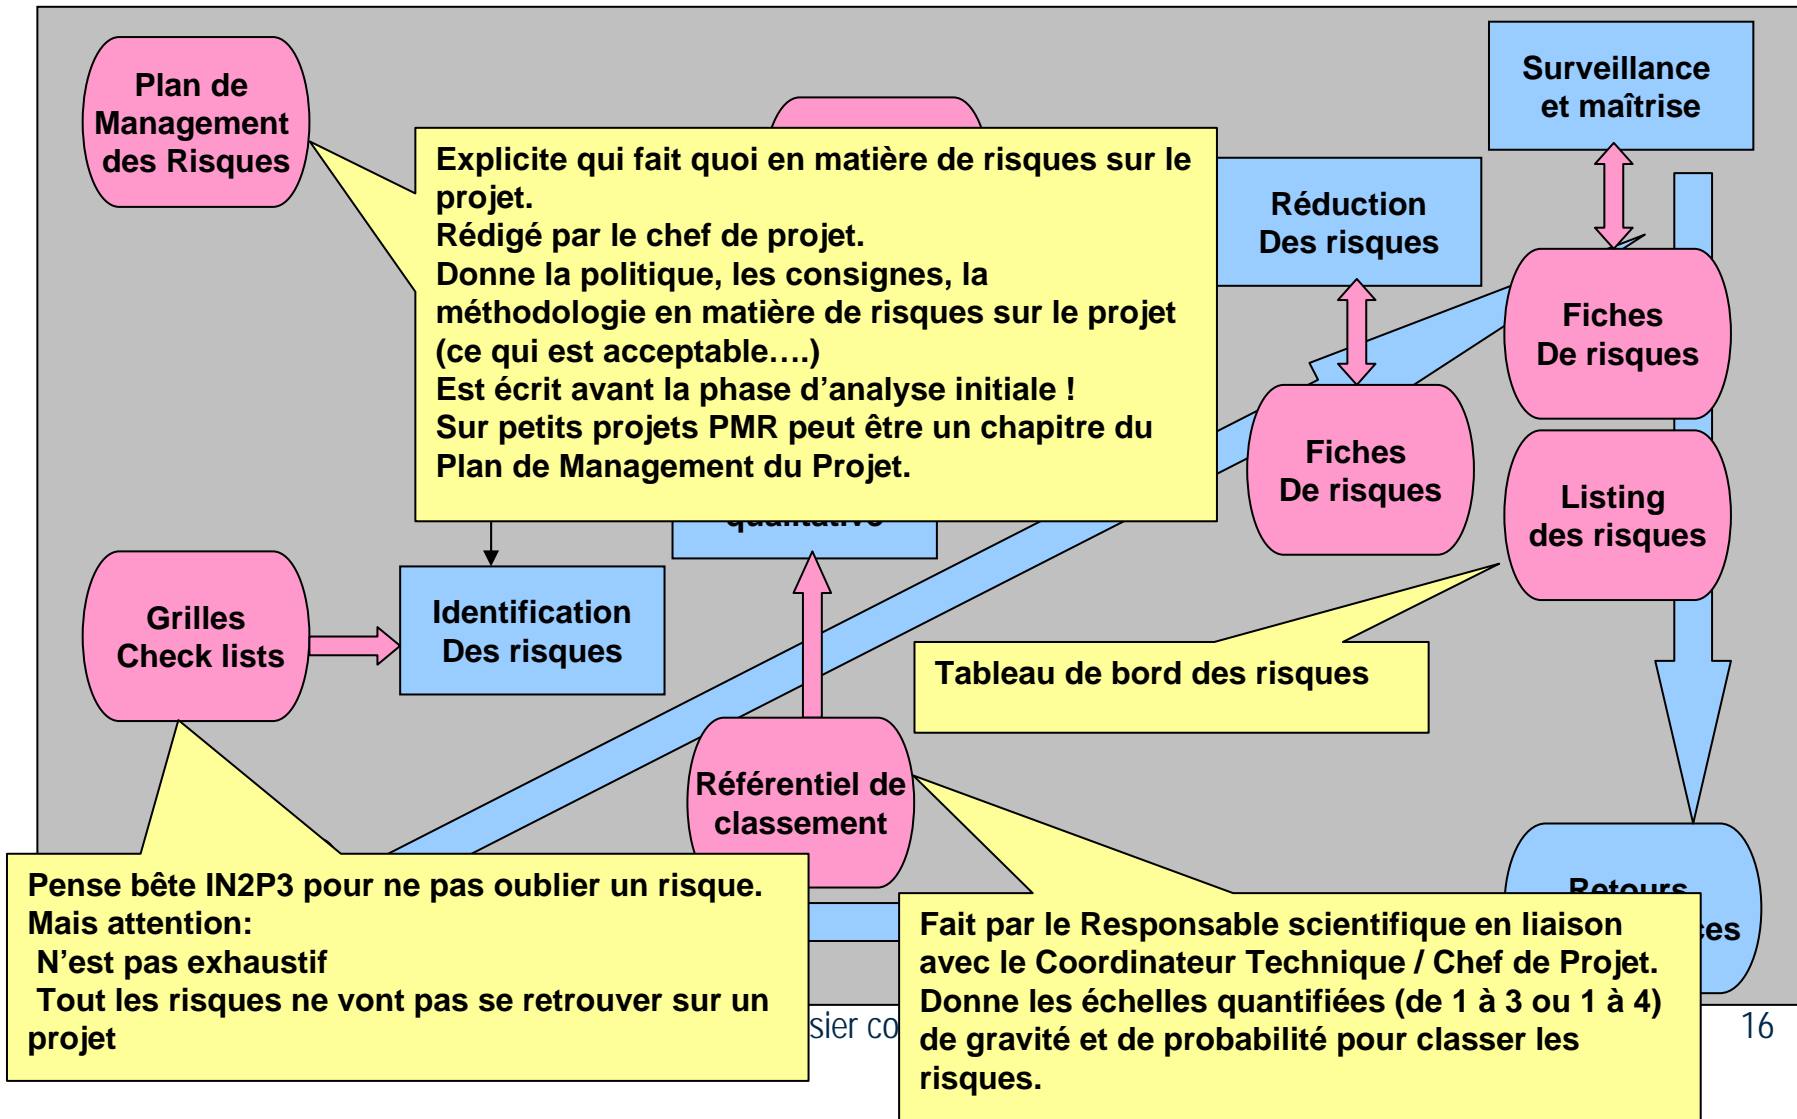 Plan de
Management
des Risques
Explicite qui fait quoi en matière de risques sur le
projet.
Rédigé par le chef de projet.
Donne la politique, les consignes, la
méthodologie en matière de risques sur le projet
(ce qui est acceptable….)
Est écrit avant la phase d’analyse initiale !
Sur petits projets PMR peut être un chapitre du
Plan de Management du Projet.
Surveillance
et maîtrise
Réduction
Des risques
Fiches
De risques
Fiches
De risques
Listing
des risques
qualitative
Grilles
Check lists
Identification
Des risques
Tableau de bord des risques
Référentiel de
classement
Retours
Pense bête IN2P3 pour ne pas oublier un risque.
Mais attention:
N’est pas exhaustif
Tout les risques ne vont pas se retrouver sur un
projet
Fait par le Responsable scientifique en liaison
avec le Coordinateur Technique / Chef de Projet.
Donne les échelles quantifiées (de 1 à 3 ou 1 à 4)
de gravité et de probabilité pour classer les
risques.
16